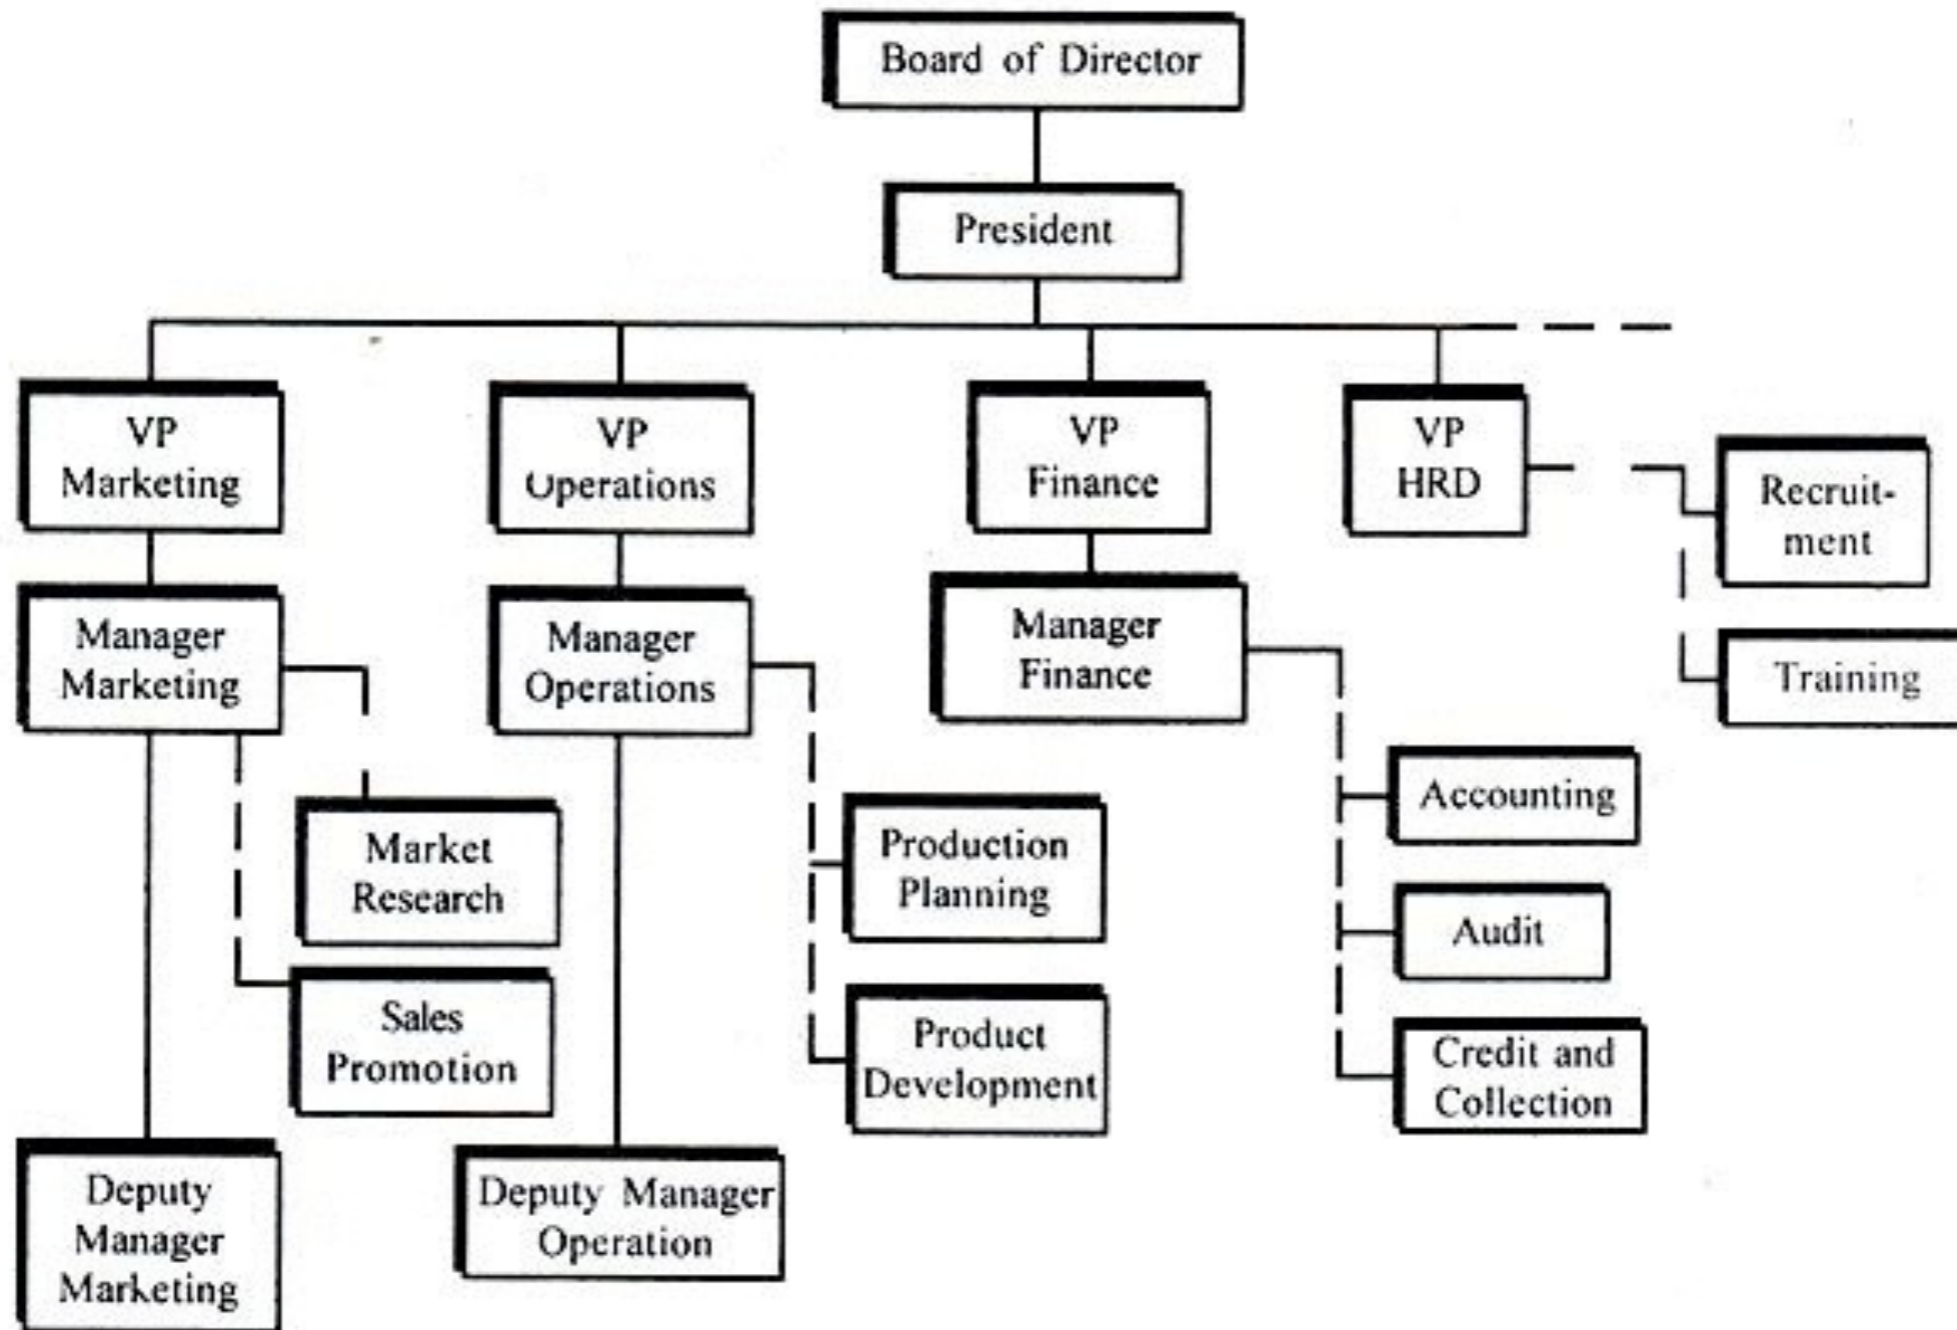 Board of Director
President
VP
Marketing
VP
Operations
VP
Finance
VP
HRD
Recruit-
ment
Training
Manager
Marketing
Manager
Operations
Manager
Finance
Market
Research
Sales
Promotion
Production
Planning
Product
Development
Accounting
Audit
Credit and
Collection
Deputy
Manager
Marketing
Deputy Manager
Operation